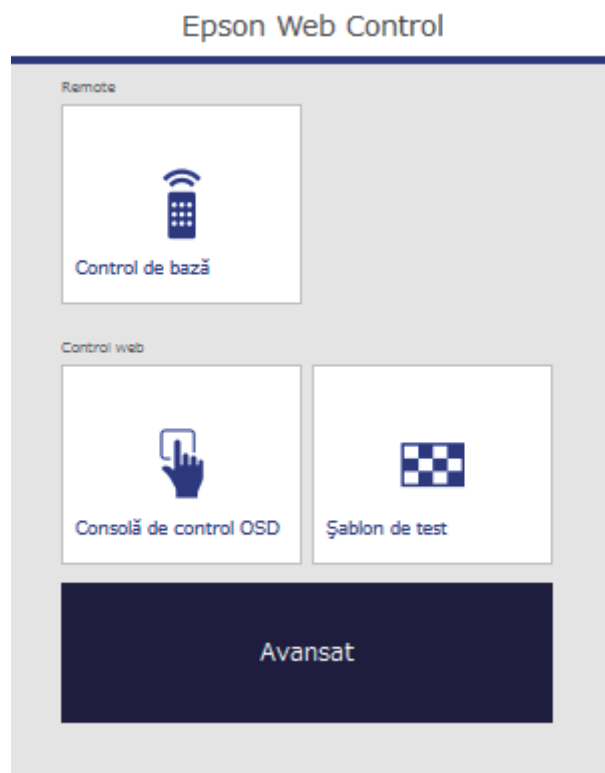 Epson Web Control
Remote
Control de bază
Control web
Consolă de control OSD
Şablon de test
Avansat